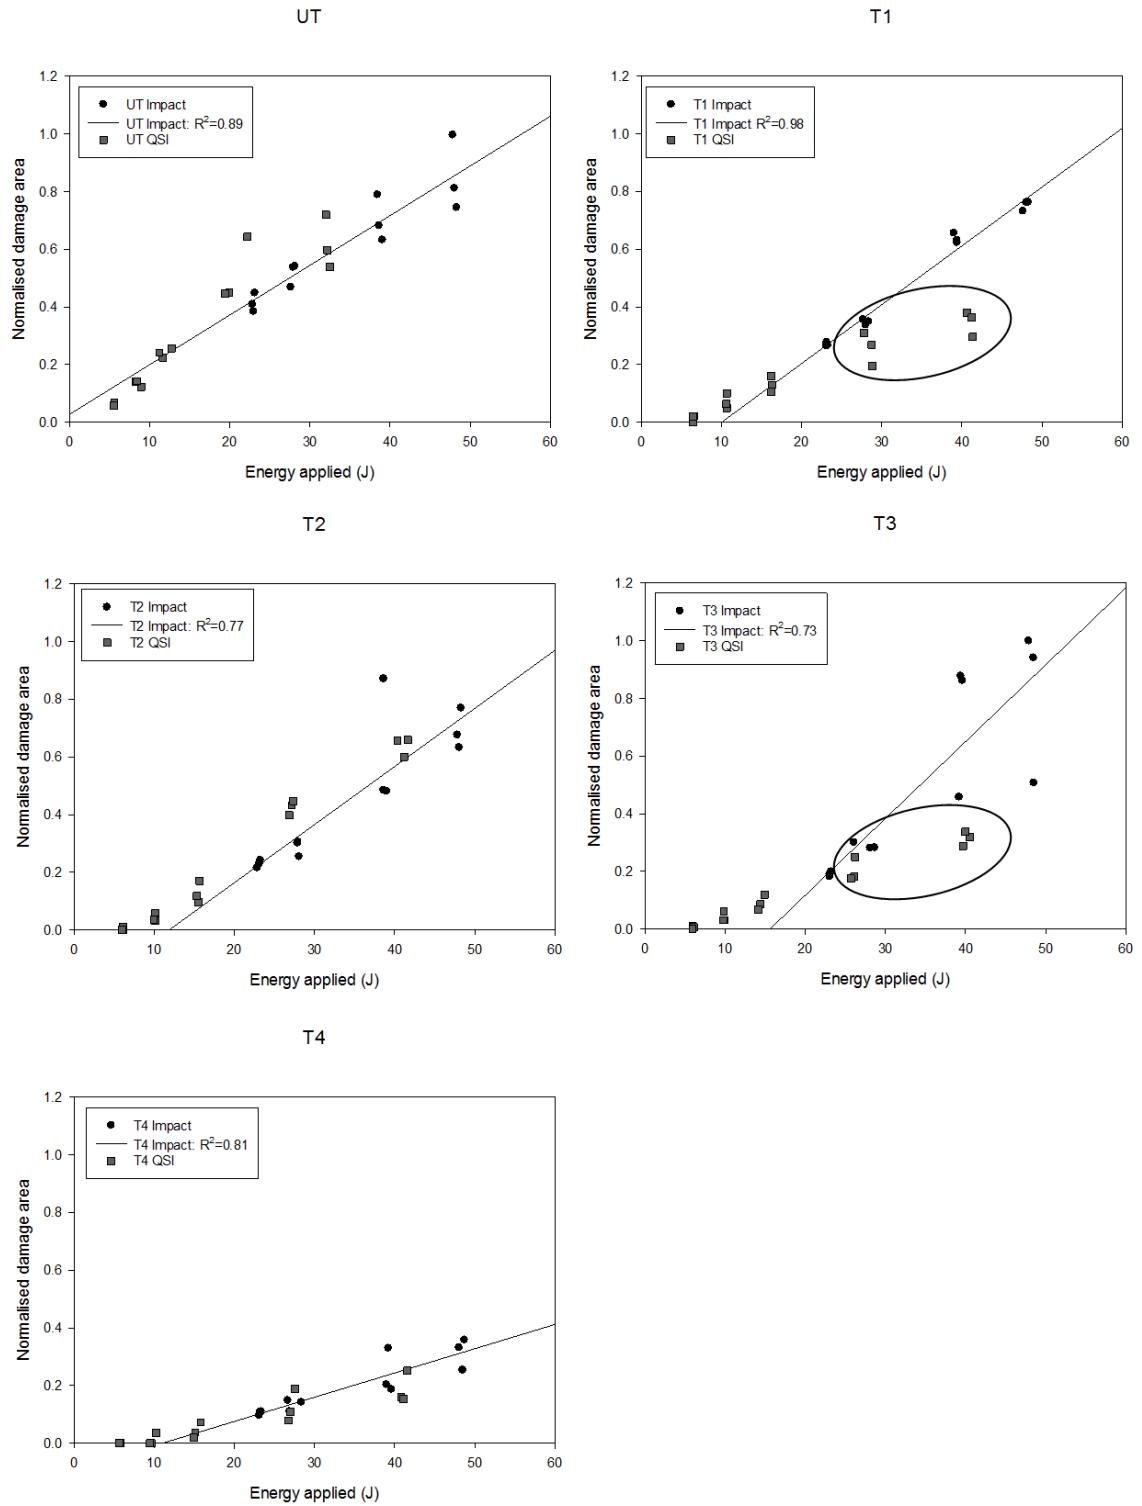 UT
Normalised damage area
1.2
1.0
0.8
0.6
0.4
0.2
0.0
UT Impact
UT Impact: R²=0.89
UT QSI
0 10 20 30 40 50 60
Energy applied (J)
T1
Normalised damage area
1.2
1.0
0.8
0.6
0.4
0.2
0.0
T1 Impact
T1 Impact R²=0.98
T1 QSI
0 10 20 30 40 50 60
Energy applied (J)
T2
Normalised damage area
1.2
1.0
0.8
0.6
0.4
0.2
0.0
T2 Impact
T2 Impact: R²=0.77
T2 QSI
0 10 20 30 40 50 60
Energy applied (J)
T3
Normalised damage area
1.2
1.0
0.8
0.6
0.4
0.2
0.0
T3 Impact
T3 Impact: R²=0.73
T3 QSI
0 10 20 30 40 50 60
Energy applied (J)
T4
Normalised damage area
1.2
1.0
0.8
0.6
0.4
0.2
0.0
T4 Impact
T4 Impact: R²=0.81
T4 QSI
0 10 20 30 40 50 60
Energy applied (J)